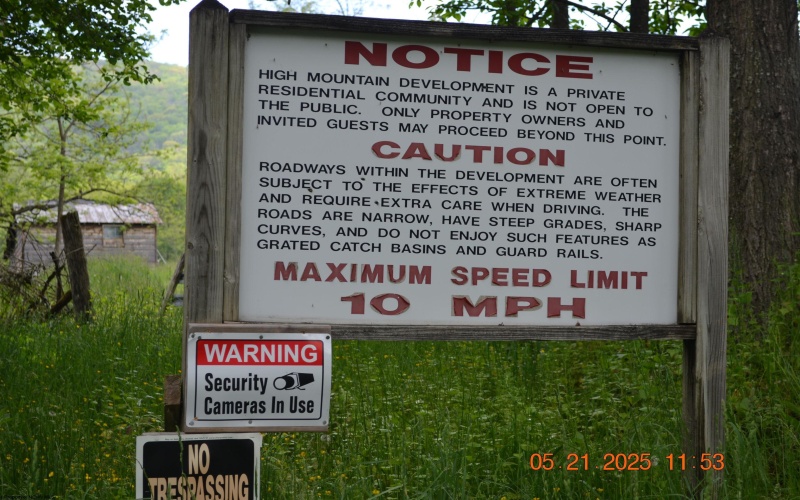 NOTICE
HIGH MOUNTAIN DEVELOPMENT IS A PRIVATE
RESIDENTIAL COMMUNITY AND IS NOT OPEN TO
THE PUBLIC. ONLY PROPERTY OWNERS AND
INVITED GUESTS MAY PROCEED BEYOND THIS POINT.
CAUTION
ROADWAYS WITHIN THE DEVELOPMENT ARE OFTEN
SUBJECT TO THE EFFECTS OF EXTREME WEATHER
AND REQUIRE EXTRA CARE WHEN DRIVING. THE
ROADS ARE NARROW, HAVE STEEP GRADES, SHARP
CURVES, AND DO NOT ENJOY SUCH FEATURES AS
GRATED CATCH BASINS AND GUARD RAILS.
MAXIMUM SPEED LIMIT
10 MPH
WARNING
Security
Cameras In Use
NO
TRESPASSING
05.21.2025 11:53